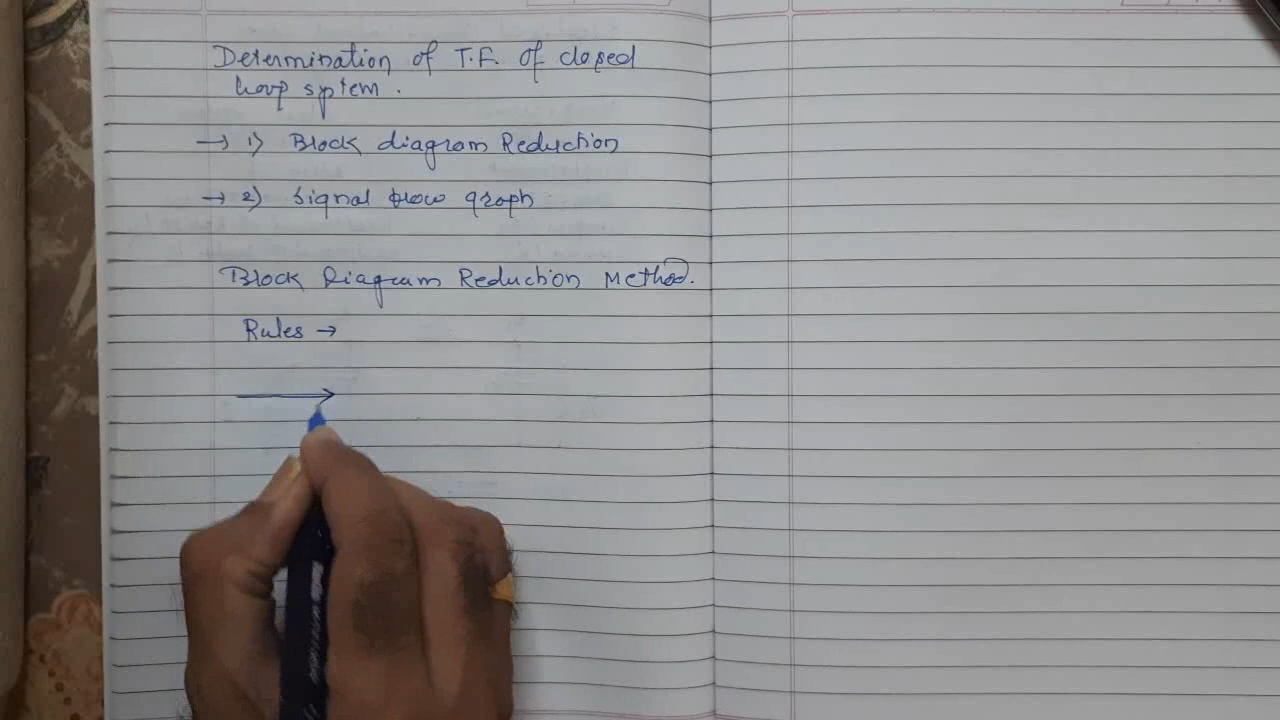 Determination of T.F. of closed
loop system.
→ 1) Block diagram Reduction
→ 2) Signal flow graph
Block Diagram Reduction Method.
Rules →